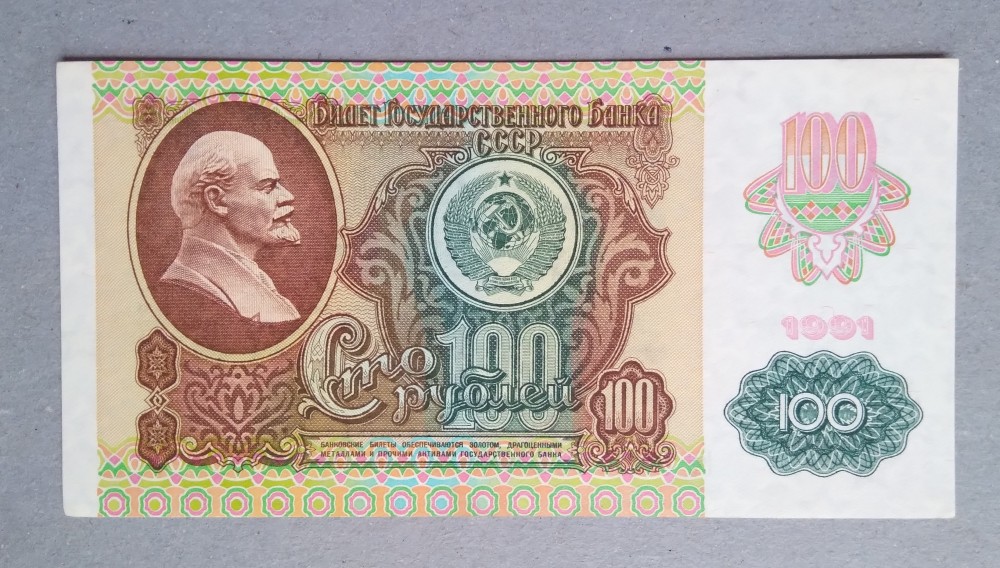 Билет Государственного Банка
СССР
100
1991
100
Сто
рублей
100
100
Банковские билеты обеспечиваются золотом, драгоценными
металлами и прочими активами Государственного банка